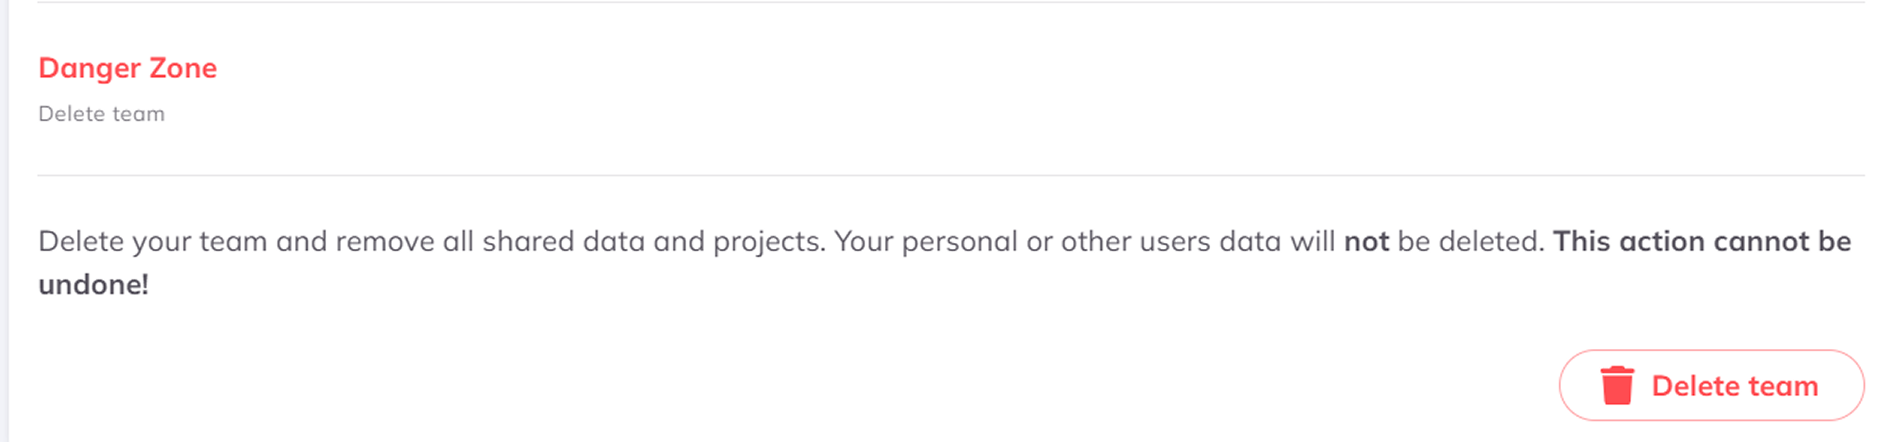 Danger Zone
Delete team
Delete your team and remove all shared data and projects. Your personal or other users data will not be deleted. This action cannot be
undone!
Delete team